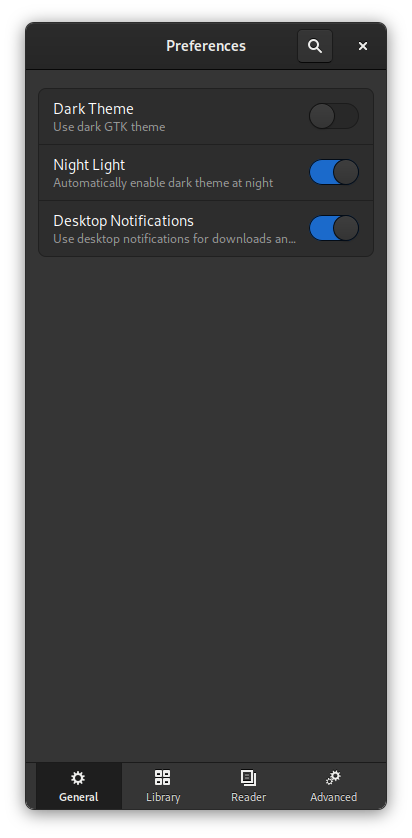 Preferences
Dark Theme
Use dark GTK theme
Night Light
Automatically enable dark theme at night
Desktop Notifications
Use desktop notifications for downloads an...
General
Library
Reader
Advanced